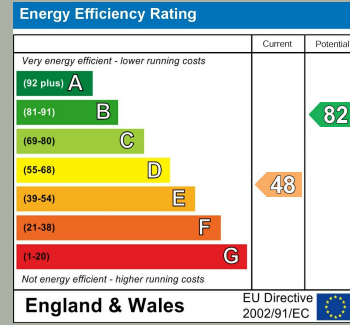 Energy Efficiency Rating
Current Potential
Very energy efficient - lower running costs
(92 plus) A
(81-91) B
82
(69-80) C
(55-68) D
48
(39-54) E
(21-38) F
(1-20) G
Not energy efficient - higher running costs
England & Wales
EU Directive
2002/91/EC